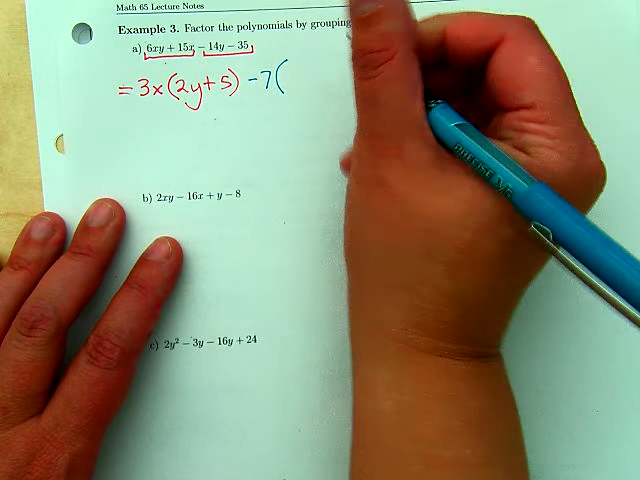 Math 65 Lecture Notes
Example 3. Factor the polynomials by grouping
a) 6xy + 15x − 14y − 35
= 3x(2y+5) −7(
b) 2xy − 16x + y − 8
c) 2y² − 3y − 16y + 24
PRECISE